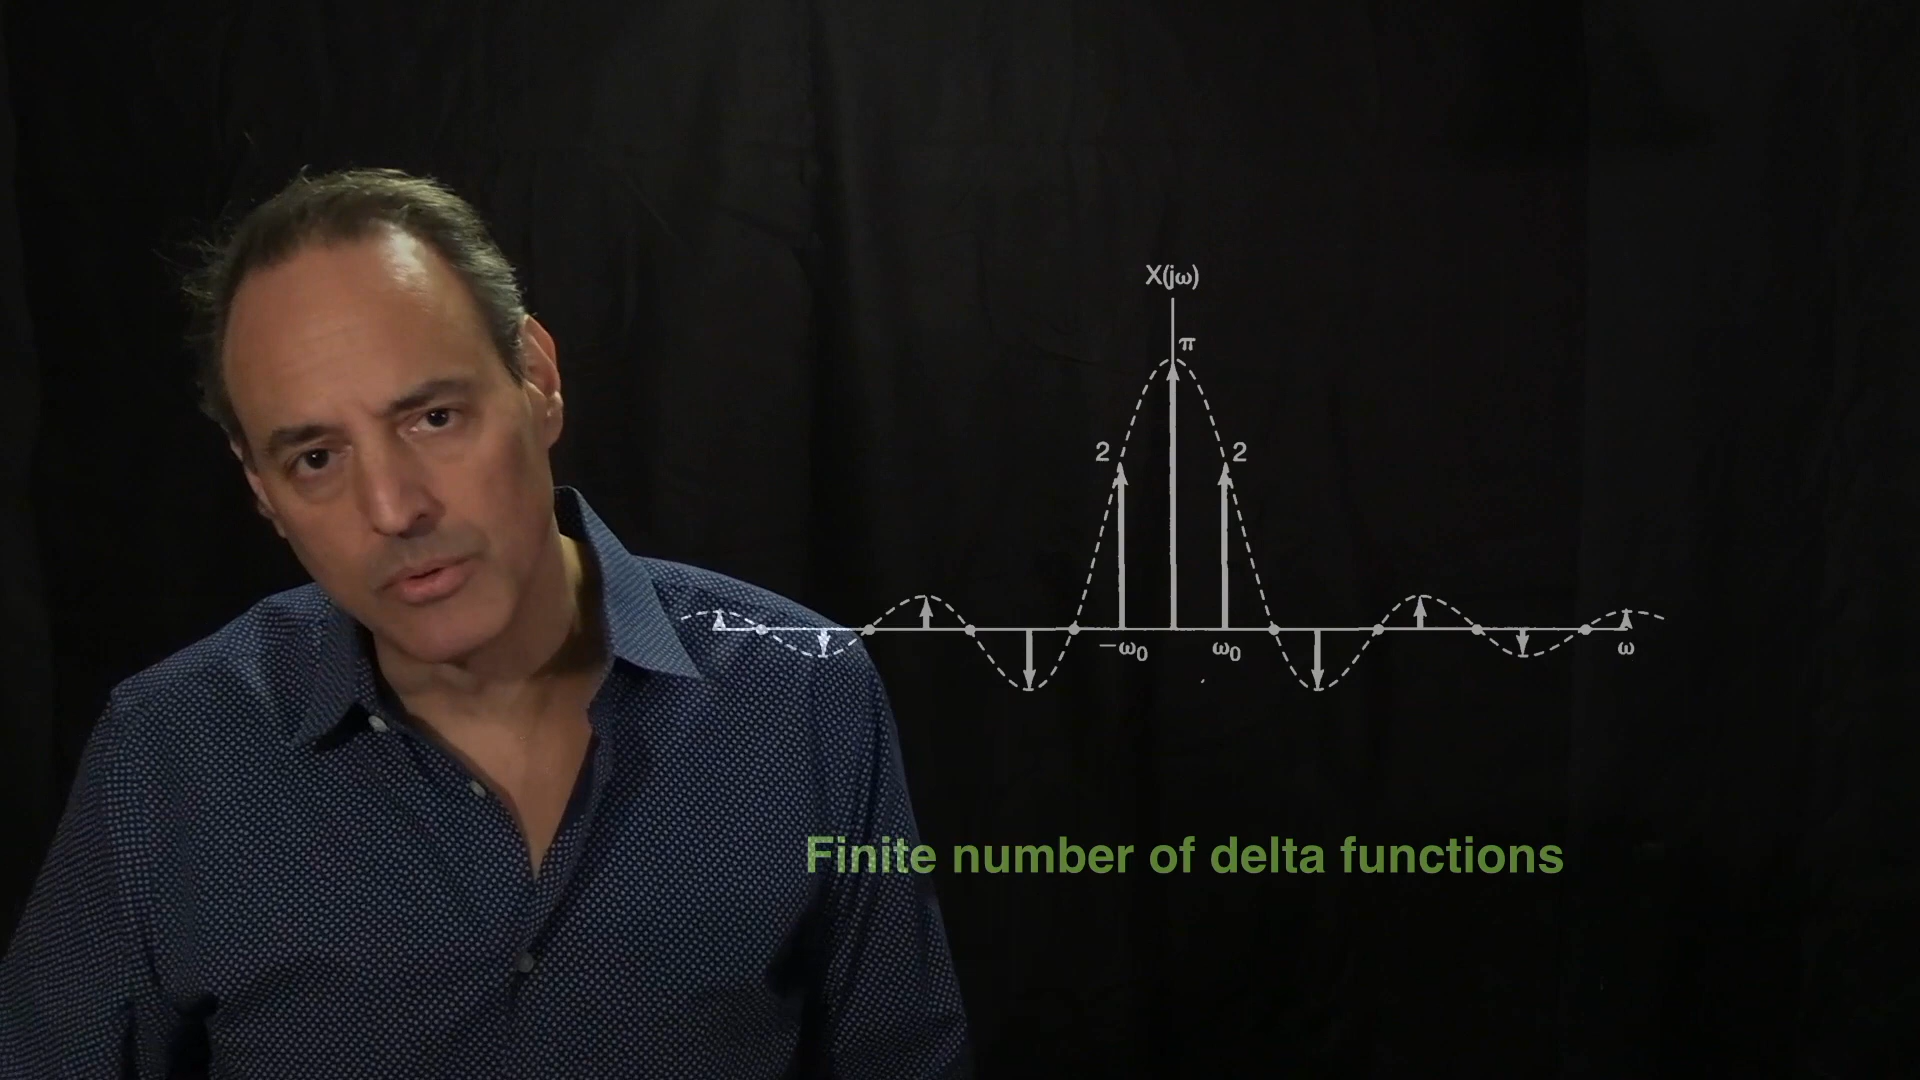 X(jω)
π
2 2
−ω₀ ω₀ ω
Finite number of delta functions